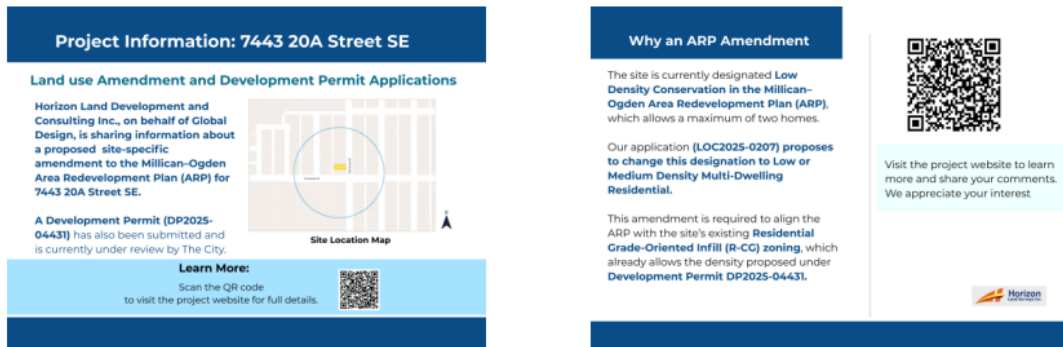 Project Information: 7443 20A Street SE
Land use Amendment and Development Permit Applications
Horizon Land Development and
Consulting Inc., on behalf of Global
Design, is sharing information about
a proposed site-specific
amendment to the Millican–Ogden
Area Redevelopment Plan (ARP) for
7443 20A Street SE.
A Development Permit (DP2025-
04431) has also been submitted and
is currently under review by The City.
Site Location Map
Learn More:
Scan the QR code
to visit the project website for full details.
Why an ARP Amendment
The site is currently designated Low
Density Conservation in the Millican–
Ogden Area Redevelopment Plan (ARP),
which allows a maximum of two homes.
Our application (LOC2025-0207) proposes
to change this designation to Low or
Medium Density Multi-Dwelling
Residential.
This amendment is required to align the
ARP with the site's existing Residential
Grade-Oriented Infill (R-CG) zoning, which
already allows the density proposed under
Development Permit DP2025-04431.
Visit the project website to learn
more and share your comments.
We appreciate your interest
Horizon
Land Surveys Inc.